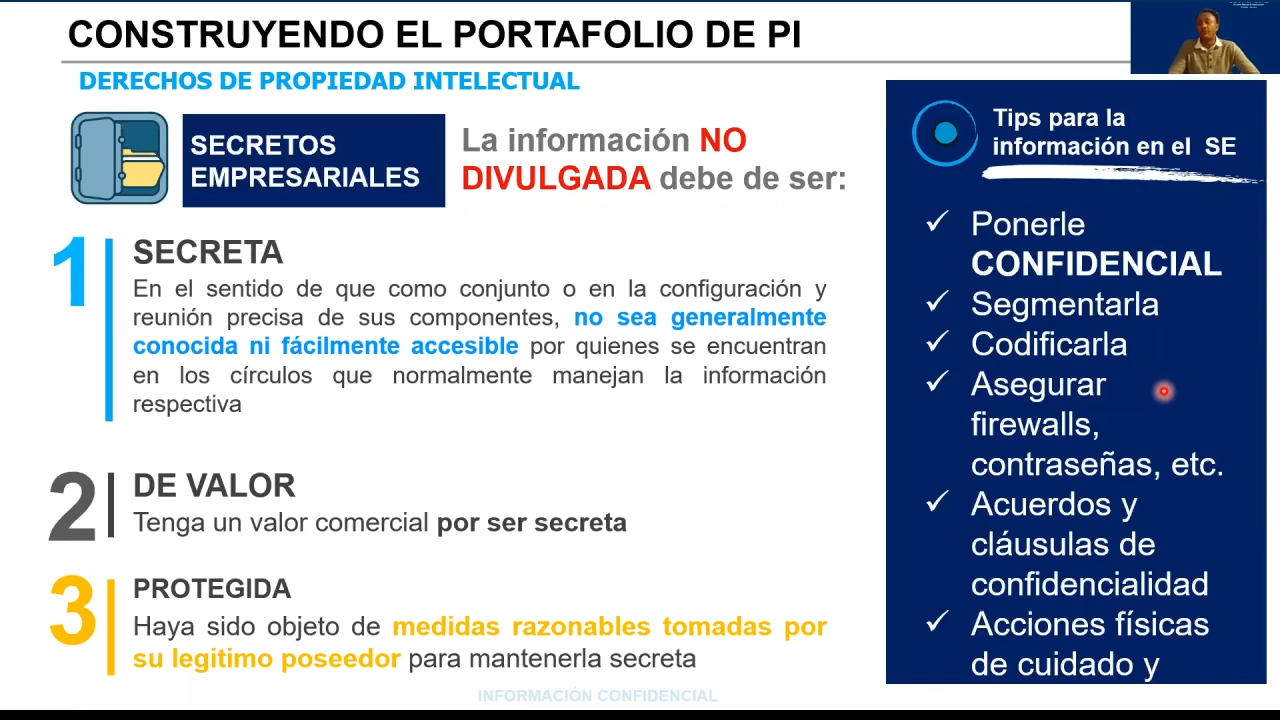 CONSTRUYENDO EL PORTAFOLIO DE PI
DERECHOS DE PROPIEDAD INTELECTUAL
SECRETOS
EMPRESARIALES
La información NO
DIVULGADA debe de ser:
1
SECRETA
En el sentido de que como conjunto o en la configuración y
reunión precisa de sus componentes, no sea generalmente
conocida ni fácilmente accesible por quienes se encuentran
en los círculos que normalmente manejan la información
respectiva
2
DE VALOR
Tenga un valor comercial por ser secreta
3
PROTEGIDA
Haya sido objeto de medidas razonables tomadas por
su legitimo poseedor para mantenerla secreta
Tips para la
información en el SE
✓ Ponerle
CONFIDENCIAL
✓ Segmentarla
✓ Codificarla
✓ Asegurar
firewalls,
contraseñas, etc.
✓ Acuerdos y
cláusulas de
confidencialidad
✓ Acciones físicas
de cuidado y
INFORMACIÓN CONFIDENCIAL